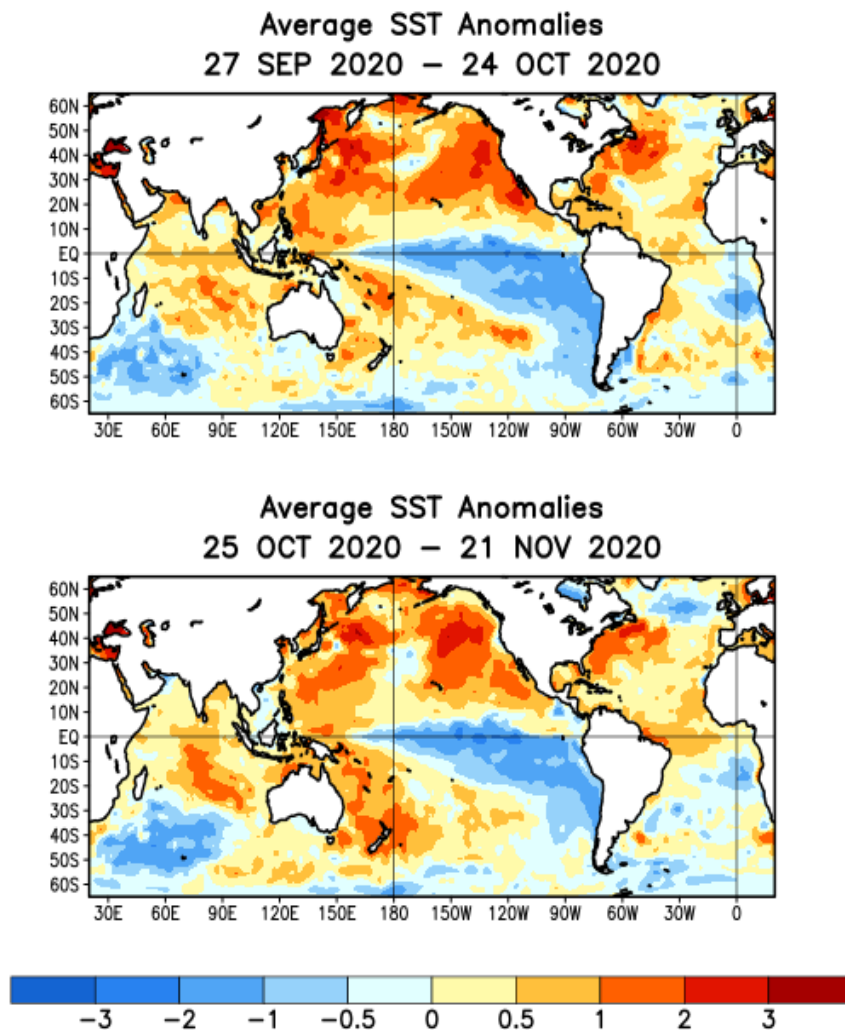 Average SST Anomalies
27 SEP 2020 – 24 OCT 2020
60N
50N
40N
30N
20N
10N
EQ
10S
20S
30S
40S
50S
60S
30E 60E 90E 120E 150E 180 150W 120W 90W 60W 30W 0
Average SST Anomalies
25 OCT 2020 – 21 NOV 2020
60N
50N
40N
30N
20N
10N
EQ
10S
20S
30S
40S
50S
60S
30E 60E 90E 120E 150E 180 150W 120W 90W 60W 30W 0
−3 −2 −1 −0.5 0 0.5 1 2 3